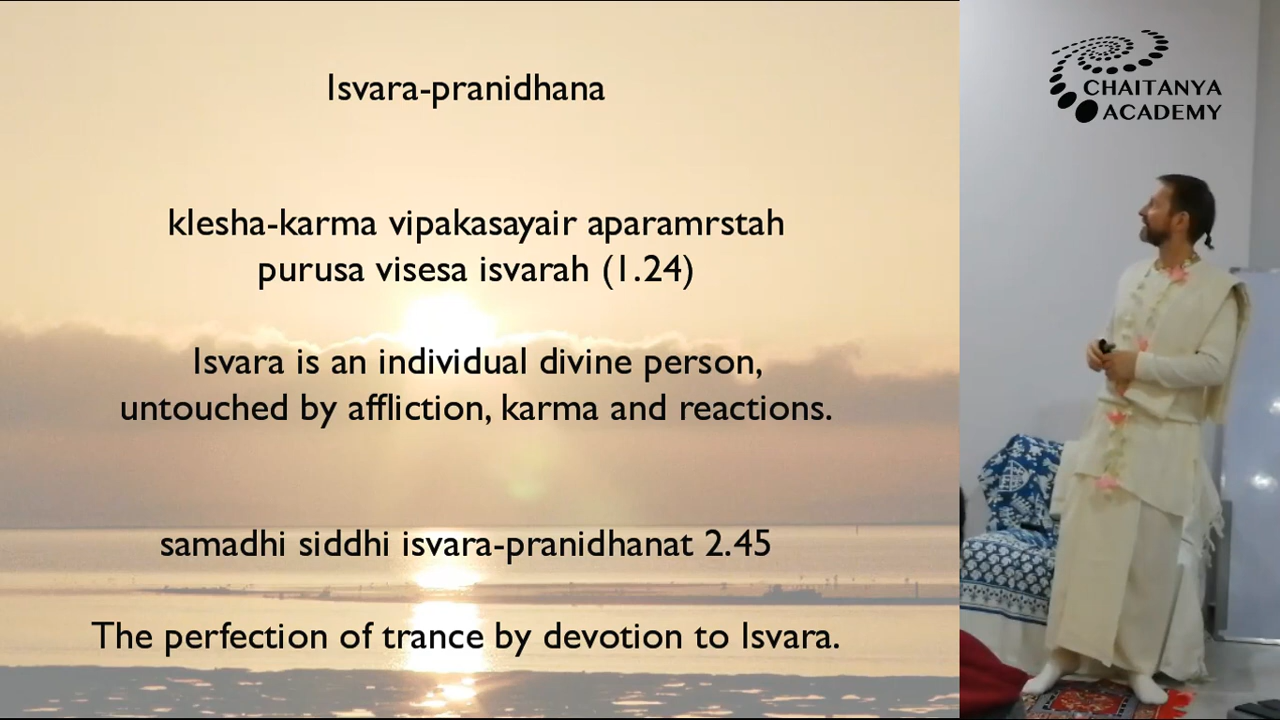 Isvara-pranidhana
klesha-karma vipakasayair aparamrstah
purusa visesa isvarah (1.24)
Isvara is an individual divine person,
untouched by affliction, karma and reactions.
samadhi siddhi isvara-pranidhanat 2.45
The perfection of trance by devotion to Isvara.
CHAITANYA
ACADEMY